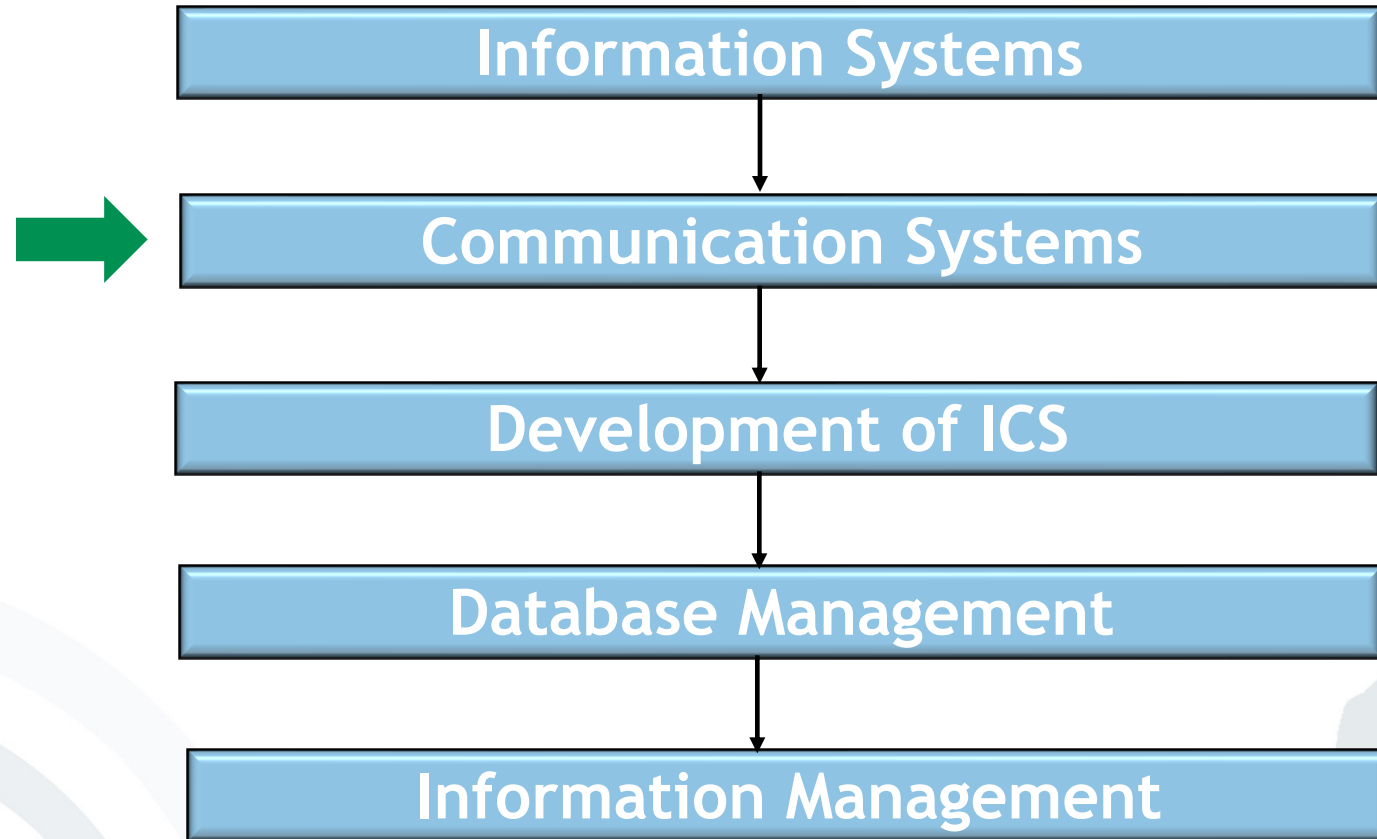 Information Systems
Communication Systems
Development of ICS
Database Management
Information Management